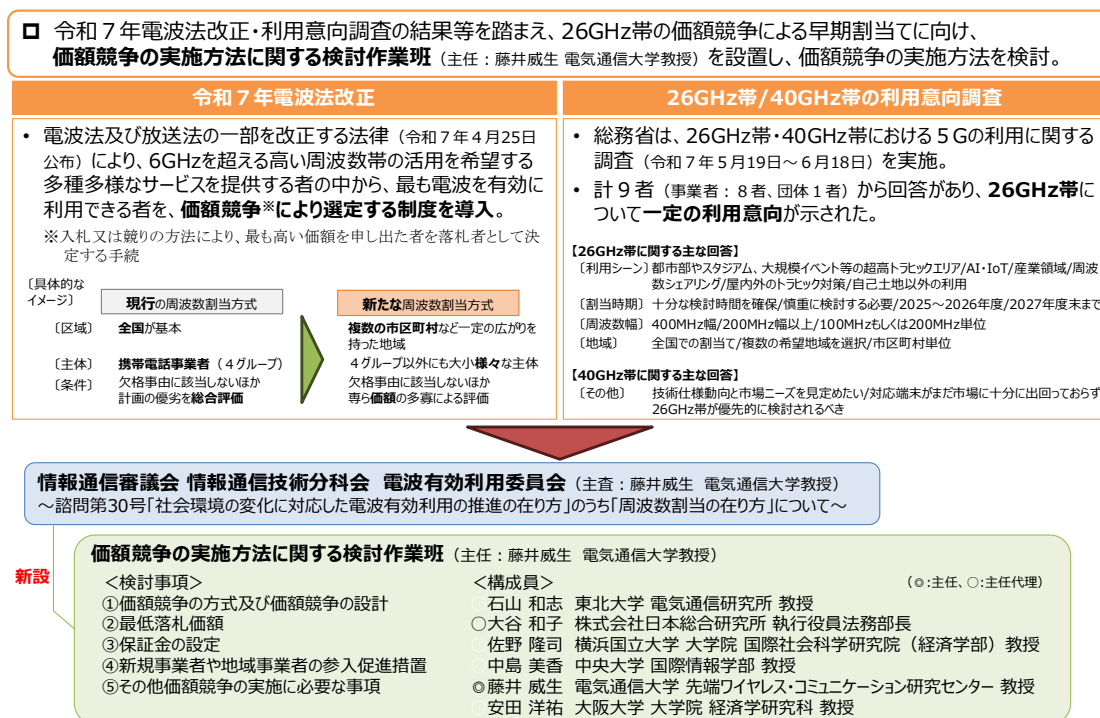 令和７年電波法改正・利用意向調査の結果等を踏まえ、26GHz帯の価額競争による早期割当てに向け、
価額競争の実施方法に関する検討作業班（主任：藤井威生 電気通信大学教授）を設置し、価額競争の実施方法を検討。
令和７年電波法改正
・ 電波法及び放送法の一部を改正する法律（令和７年４月25日
公布）により、6GHzを超える高い周波数帯の活用を希望する
多種多様なサービスを提供する者の中から、最も電波を有効に
利用できる者を、価額競争※により選定する制度を導入。
※入札又は競りの方法により、最も高い価額を申し出た者を落札者として決
定する手続
〔具体的な
イメージ〕
現行の周波数割当方式
新たな周波数割当方式
〔区域〕 全国が基本
複数の市区町村など一定の広がりを
持った地域
〔主体〕 携帯電話事業者（４グループ）
４グループ以外にも大小様々な主体
〔条件〕 欠格事由に該当しないほか
計画の優劣を総合評価
欠格事由に該当しないほか
専ら価額の多寡による評価
26GHz帯/40GHz帯の利用意向調査
・ 総務省は、26GHz帯・40GHz帯における５Gの利用に関する
調査（令和７年５月19日～６月18日）を実施。
・ 計９者（事業者：８者、団体１者）から回答があり、26GHz帯に
ついて一定の利用意向が示された。
【26GHz帯に関する主な回答】
〔利用シーン〕都市部やスタジアム、大規模イベント等の超高トラヒックエリア/AI・IoT/産業領域/周波
数シェアリング/屋内外のトラヒック対策/自己土地以外の利用
〔割当時期〕 十分な検討時間を確保/慎重に検討する必要/2025～2026年度/2027年度末まで
〔周波数幅〕 400MHz幅/200MHz幅以上/100MHzもしくは200MHz単位
〔地域〕 全国での割当て/複数の希望地域を選択/市区町村単位
【40GHz帯に関する主な回答】
〔その他〕 技術仕様動向と市場ニーズを見定めたい/対応端末がまだ市場に十分に出回っておらず
26GHz帯が優先的に検討されるべき
情報通信審議会 情報通信技術分科会 電波有効利用委員会（主査：藤井威生 電気通信大学教授）
～諮問第30号「社会環境の変化に対応した電波有効利用の推進の在り方」のうち「周波数割当の在り方」について～
新設
価額競争の実施方法に関する検討作業班（主任：藤井威生 電気通信大学教授）
＜検討事項＞
①価額競争の方式及び価額競争の設計
②最低落札価額
③保証金の設定
④新規事業者や地域事業者の参入促進措置
⑤その他価額競争の実施に必要な事項
＜構成員＞
（◎:主任、○:主任代理）
石山 和志 東北大学 電気通信研究所 教授
○大谷 和子 株式会社日本総合研究所 執行役員法務部長
佐野 隆司 横浜国立大学 大学院 国際社会科学研究院（経済学部）教授
中島 美香 中央大学 国際情報学部 教授
◎藤井 威生 電気通信大学 先端ワイヤレス・コミュニケーション研究センター 教授
安田 洋祐 大阪大学 大学院 経済学研究科 教授